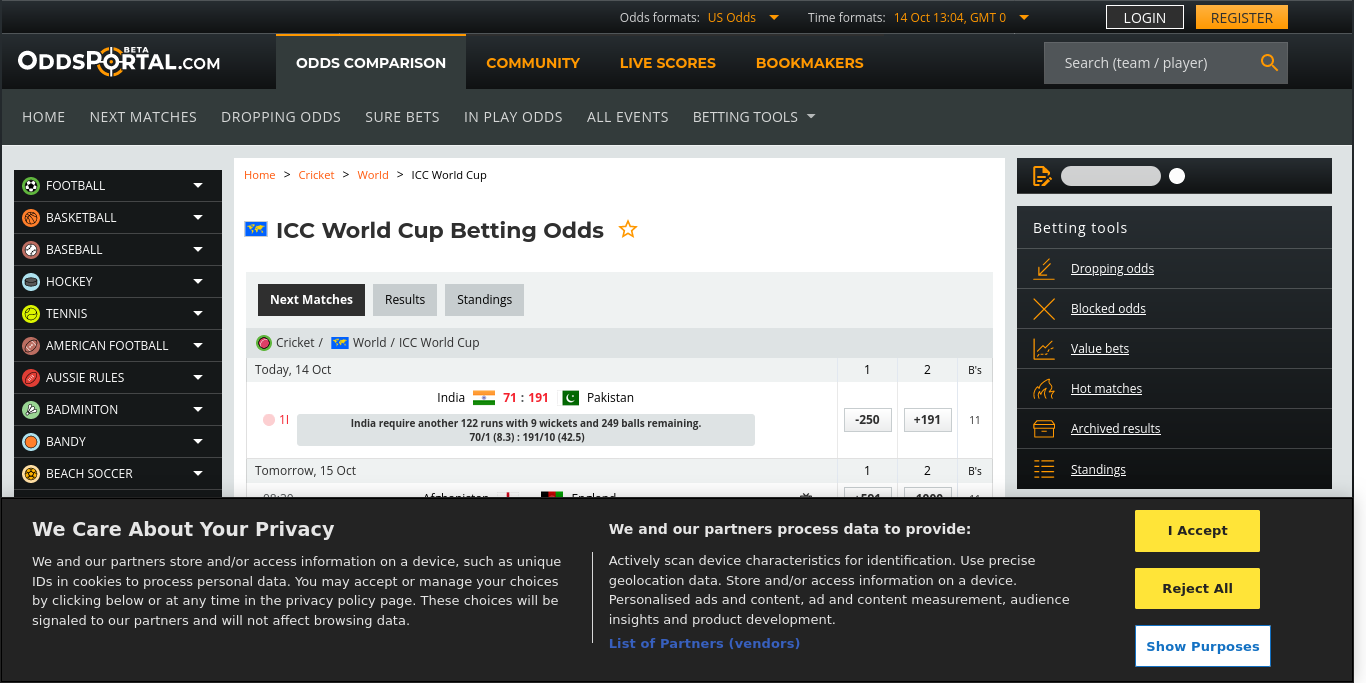 Odds formats: US Odds Time formats: 14 Oct 13:04, GMT 0 LOGIN REGISTER
ODDSPORTAL.COM BETA
ODDS COMPARISON COMMUNITY LIVE SCORES BOOKMAKERS Search (team / player)
HOME NEXT MATCHES DROPPING ODDS SURE BETS IN PLAY ODDS ALL EVENTS BETTING TOOLS
FOOTBALL
BASKETBALL
BASEBALL
HOCKEY
TENNIS
AMERICAN FOOTBALL
AUSSIE RULES
BADMINTON
BANDY
BEACH SOCCER
Home > Cricket > World > ICC World Cup
ICC World Cup Betting Odds
Next Matches Results Standings
Cricket / World / ICC World Cup
Today, 14 Oct 1 2 B's
India 71 : 191 Pakistan
1I -250 +191 11
India require another 122 runs with 9 wickets and 249 balls remaining.
70/1 (8.3) : 191/10 (42.5)
Tomorrow, 15 Oct 1 2 B's
Afghanistan England
Betting tools
Dropping odds
Blocked odds
Value bets
Hot matches
Archived results
Standings
We Care About Your Privacy
We and our partners store and/or access information on a device, such as unique
IDs in cookies to process personal data. You may accept or manage your choices
by clicking below or at any time in the privacy policy page. These choices will be
signaled to our partners and will not affect browsing data.
We and our partners process data to provide:
Actively scan device characteristics for identification. Use precise
geolocation data. Store and/or access information on a device.
Personalised ads and content, ad and content measurement, audience
insights and product development.
List of Partners (vendors)
I Accept
Reject All
Show Purposes